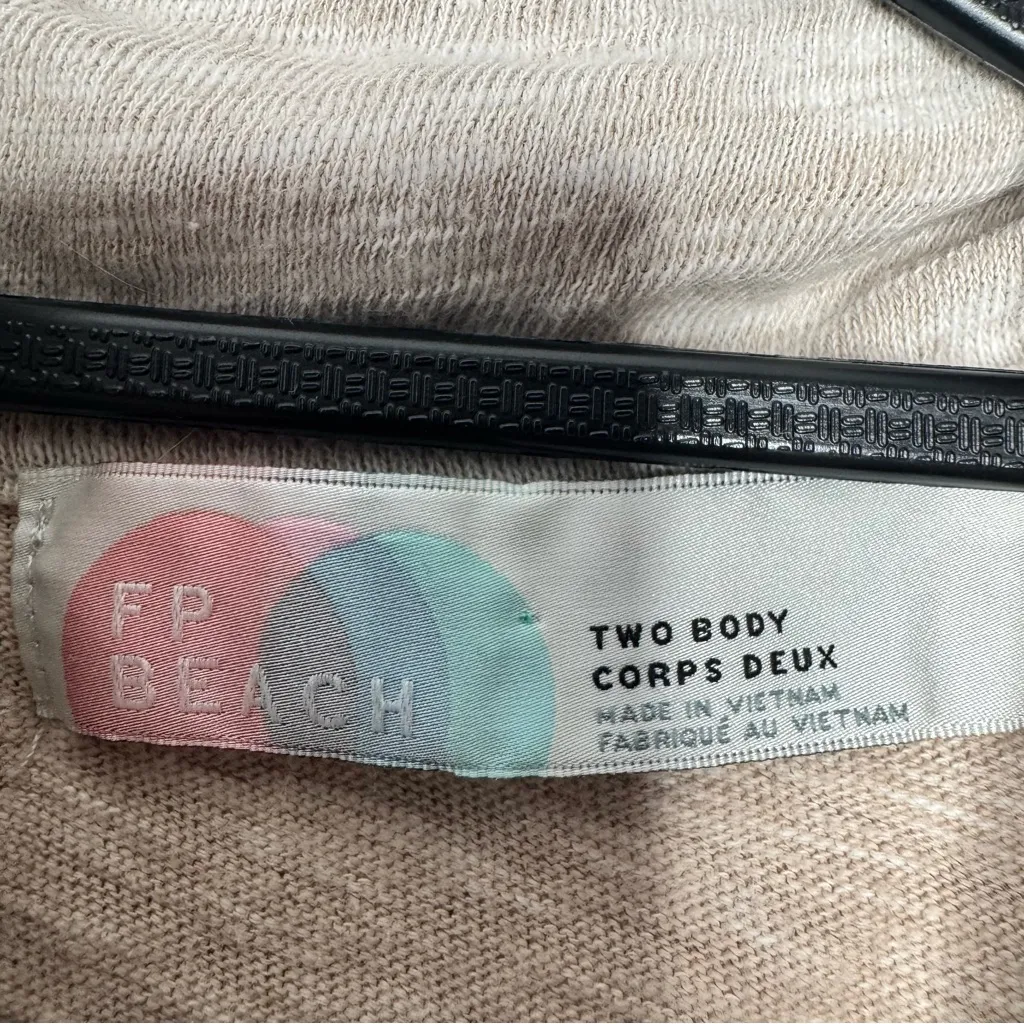 FP
BEACH
TWO BODY
CORPS DEUX
MADE IN VIETNAM
FABRIQUÉ AU VIETNAM